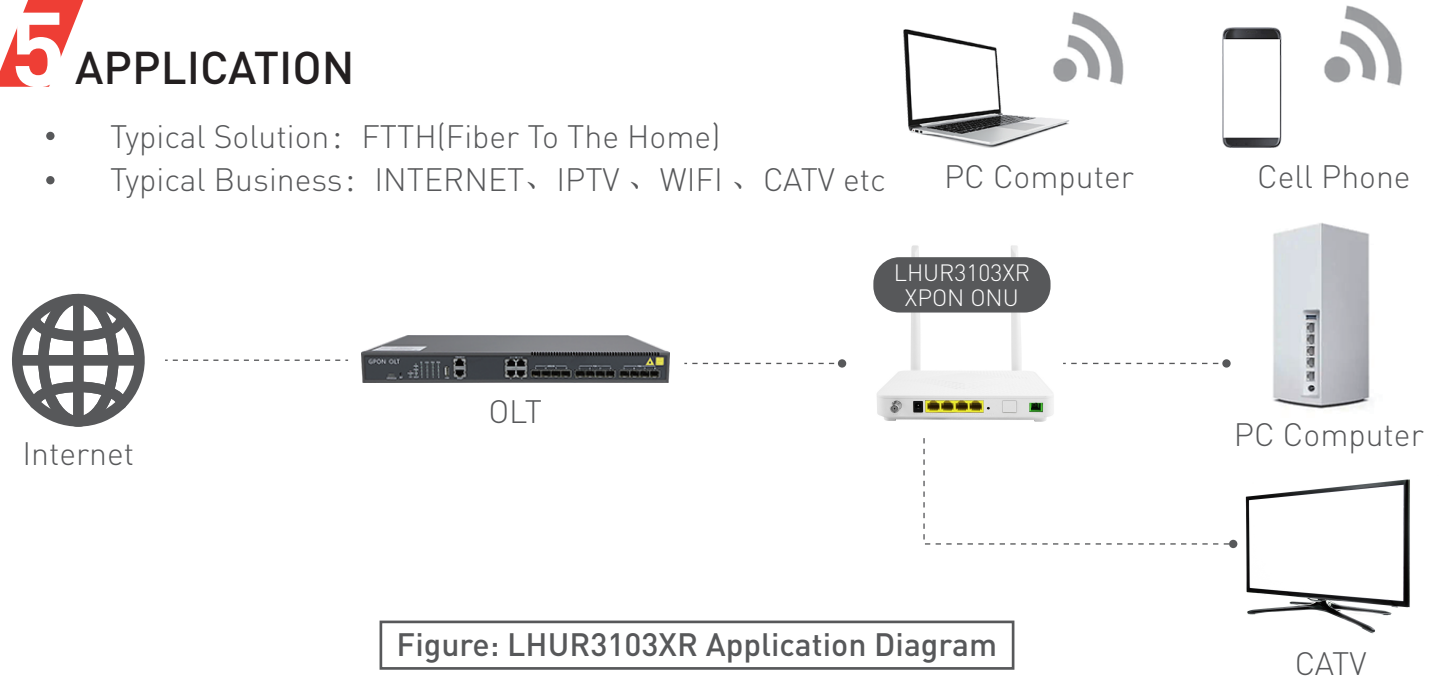 5 APPLICATION
• Typical Solution：FTTH(Fiber To The Home)
• Typical Business：INTERNET、IPTV 、WIFI 、CATV etc
PC Computer
Cell Phone
LHUR3103XR
XPON ONU
GPON OLT
OLT
Internet
PC Computer
CATV
Figure: LHUR3103XR Application Diagram